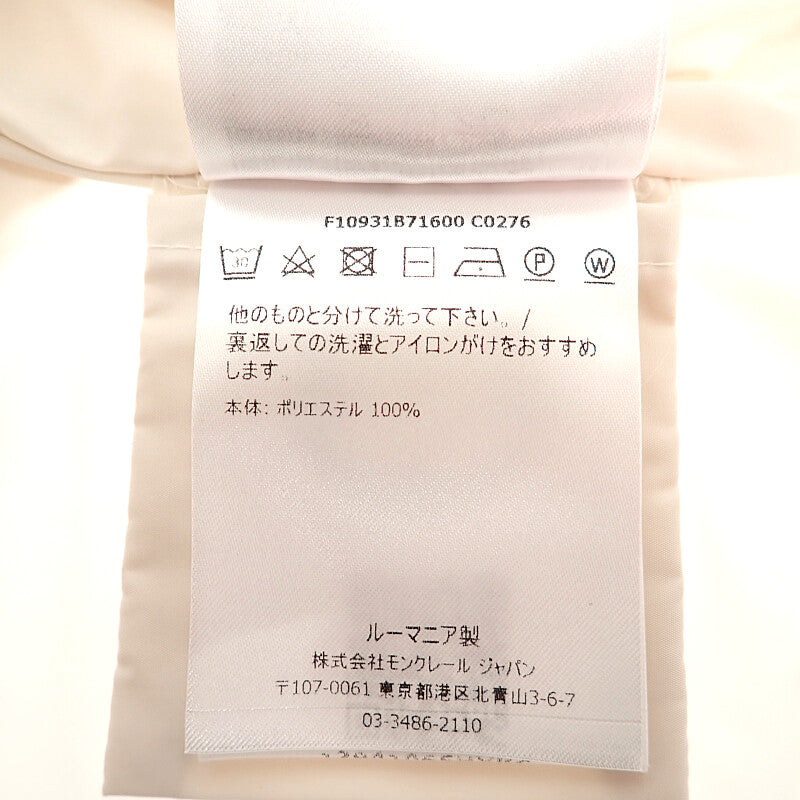 F10931B71600 C0276
30
P W
他のものと分けて洗って下さい。/
裏返しての洗濯とアイロンがけをおすすめ
します。
本体: ポリエステル 100%
ルーマニア製
株式会社モンクレール ジャパン
〒107-0061 東京都港区北青山3-6-7
03-3486-2110